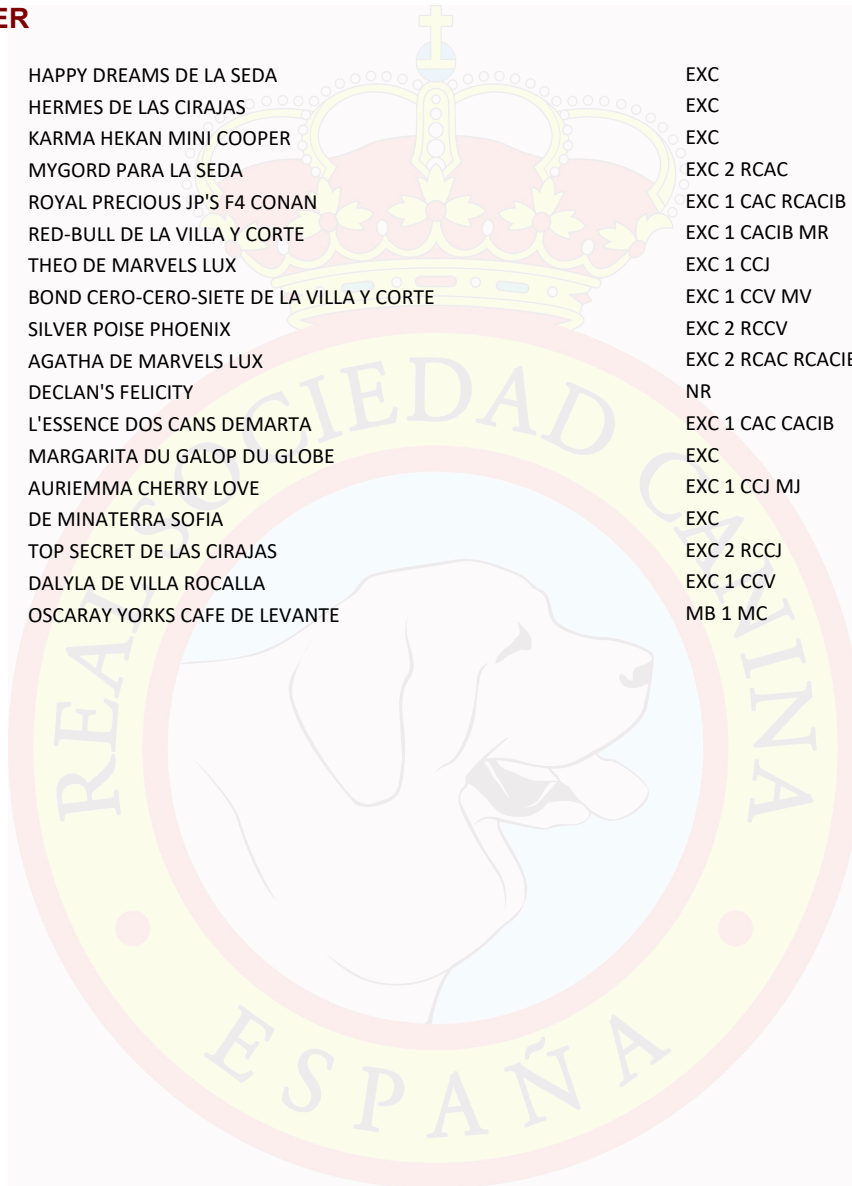 ER
HAPPY DREAMS DE LA SEDA EXC
HERMES DE LAS CIRAJAS EXC
KARMA HEKAN MINI COOPER EXC
MYGORD PARA LA SEDA EXC 2 RCAC
ROYAL PRECIOUS JP'S F4 CONAN EXC 1 CAC RCACIB
RED-BULL DE LA VILLA Y CORTE EXC 1 CACIB MR
THEO DE MARVELS LUX EXC 1 CCJ
BOND CERO-CERO-SIETE DE LA VILLA Y CORTE EXC 1 CCV MV
SILVER POISE PHOENIX EXC 2 RCCV
AGATHA DE MARVELS LUX EXC 2 RCAC RCACIB
DECLAN'S FELICITY NR
L'ESSENCE DOS CANS DEMARTA EXC 1 CAC CACIB
MARGARITA DU GALOP DU GLOBE EXC
AURIEMMA CHERRY LOVE EXC 1 CCJ MJ
DE MINATERRA SOFIA EXC
TOP SECRET DE LAS CIRAJAS EXC 2 RCCJ
DALYLA DE VILLA ROCALLA EXC 1 CCV
OSCARAY YORKS CAFE DE LEVANTE MB 1 MC
REAL SOCIEDAD CANINA
ESPAÑA